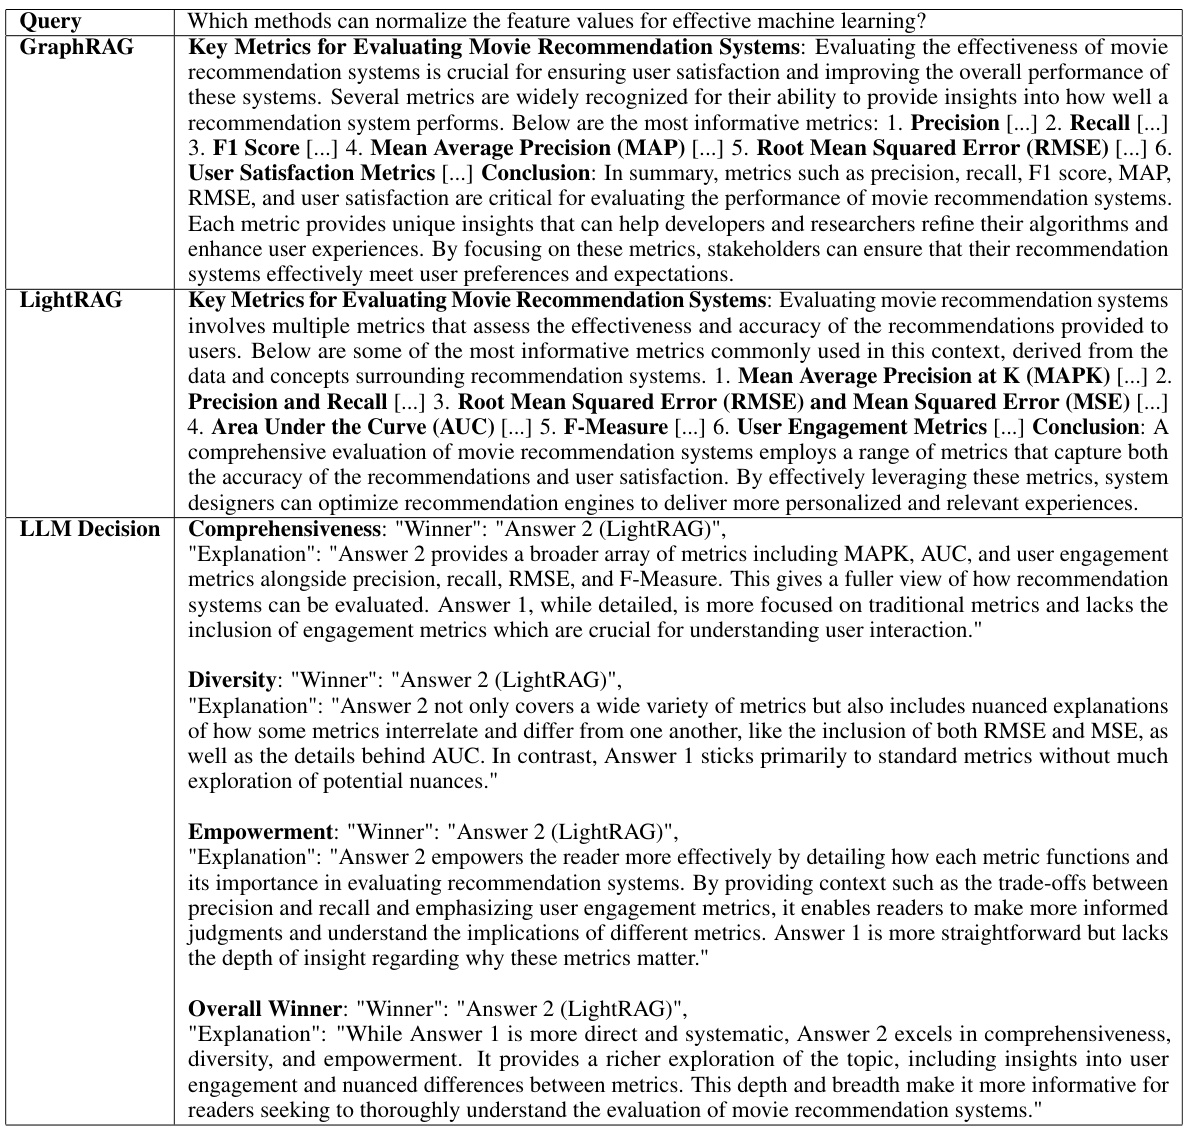 Query Which methods can normalize the feature values for effective machine learning?
GraphRAG Key Metrics for Evaluating Movie Recommendation Systems: Evaluating the effectiveness of movie
recommendation systems is crucial for ensuring user satisfaction and improving the overall performance of
these systems. Several metrics are widely recognized for their ability to provide insights into how well a
recommendation system performs. Below are the most informative metrics: 1. Precision [...] 2. Recall [...]
3. F1 Score [...] 4. Mean Average Precision (MAP) [...] 5. Root Mean Squared Error (RMSE) [...] 6.
User Satisfaction Metrics [...] Conclusion: In summary, metrics such as precision, recall, F1 score, MAP,
RMSE, and user satisfaction are critical for evaluating the performance of movie recommendation systems.
Each metric provides unique insights that can help developers and researchers refine their algorithms and
enhance user experiences. By focusing on these metrics, stakeholders can ensure that their recommendation
systems effectively meet user preferences and expectations.
LightRAG Key Metrics for Evaluating Movie Recommendation Systems: Evaluating movie recommendation systems
involves multiple metrics that assess the effectiveness and accuracy of the recommendations provided to
users. Below are some of the most informative metrics commonly used in this context, derived from the
data and concepts surrounding recommendation systems. 1. Mean Average Precision at K (MAPK) [...] 2.
Precision and Recall [...] 3. Root Mean Squared Error (RMSE) and Mean Squared Error (MSE) [...]
4. Area Under the Curve (AUC) [...] 5. F-Measure [...] 6. User Engagement Metrics [...] Conclusion: A
comprehensive evaluation of movie recommendation systems employs a range of metrics that capture both
the accuracy of the recommendations and user satisfaction. By effectively leveraging these metrics, system
designers can optimize recommendation engines to deliver more personalized and relevant experiences.
LLM Decision Comprehensiveness: "Winner": "Answer 2 (LightRAG)",
"Explanation": "Answer 2 provides a broader array of metrics including MAPK, AUC, and user engagement
metrics alongside precision, recall, RMSE, and F-Measure. This gives a fuller view of how recommendation
systems can be evaluated. Answer 1, while detailed, is more focused on traditional metrics and lacks the
inclusion of engagement metrics which are crucial for understanding user interaction."
Diversity: "Winner": "Answer 2 (LightRAG)",
"Explanation": "Answer 2 not only covers a wide variety of metrics but also includes nuanced explanations
of how some metrics interrelate and differ from one another, like the inclusion of both RMSE and MSE, as
well as the details behind AUC. In contrast, Answer 1 sticks primarily to standard metrics without much
exploration of potential nuances."
Empowerment: "Winner": "Answer 2 (LightRAG)",
"Explanation": "Answer 2 empowers the reader more effectively by detailing how each metric functions and
its importance in evaluating recommendation systems. By providing context such as the trade-offs between
precision and recall and emphasizing user engagement metrics, it enables readers to make more informed
judgments and understand the implications of different metrics. Answer 1 is more straightforward but lacks
the depth of insight regarding why these metrics matter."
Overall Winner: "Winner": "Answer 2 (LightRAG)",
"Explanation": "While Answer 1 is more direct and systematic, Answer 2 excels in comprehensiveness,
diversity, and empowerment. It provides a richer exploration of the topic, including insights into user
engagement and nuanced differences between metrics. This depth and breadth make it more informative for
readers seeking to thoroughly understand the evaluation of movie recommendation systems."